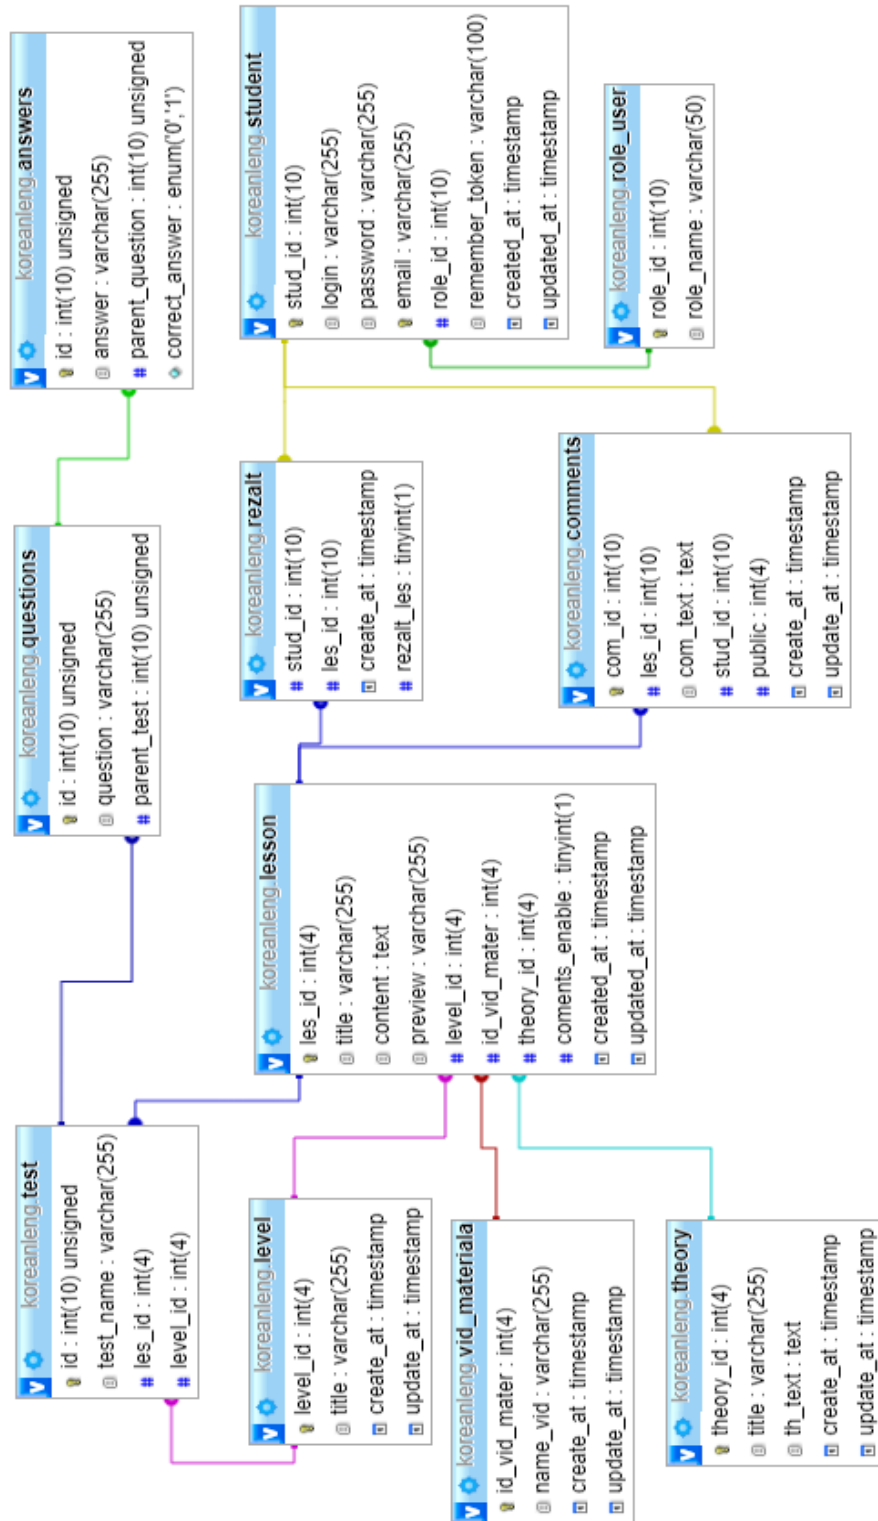 koreanleng.test
id : int(10) unsigned
test_name : varchar(255)
les_id : int(4)
level_id : int(4)
koreanleng.questions
id : int(10) unsigned
question : varchar(255)
parent_test : int(10) unsigned
koreanleng.answers
id : int(10) unsigned
answer : varchar(255)
parent_question : int(10) unsigned
correct_answer : enum('0','1')
koreanleng.level
level_id : int(4)
title : varchar(255)
create_at : timestamp
update_at : timestamp
koreanleng.lesson
les_id : int(4)
title : varchar(255)
content : text
preview : varchar(255)
level_id : int(4)
id_vid_mater : int(4)
theory_id : int(4)
coments_enable : tinyint(1)
created_at : timestamp
updated_at : timestamp
koreanleng.rezalt
stud_id : int(10)
les_id : int(10)
create_at : timestamp
rezalt_les : tinyint(1)
koreanleng.student
stud_id : int(10)
login : varchar(255)
password : varchar(255)
email : varchar(255)
role_id : int(10)
remember_token : varchar(100)
created_at : timestamp
updated_at : timestamp
koreanleng.vid_materiala
id_vid_mater : int(4)
name_vid : varchar(255)
create_at : timestamp
update_at : timestamp
koreanleng.comments
com_id : int(10)
les_id : int(10)
com_text : text
stud_id : int(10)
public : int(4)
create_at : timestamp
update_at : timestamp
koreanleng.role_user
role_id : int(10)
role_name : varchar(50)
koreanleng.theory
theory_id : int(4)
title : varchar(255)
th_text : text
create_at : timestamp
update_at : timestamp